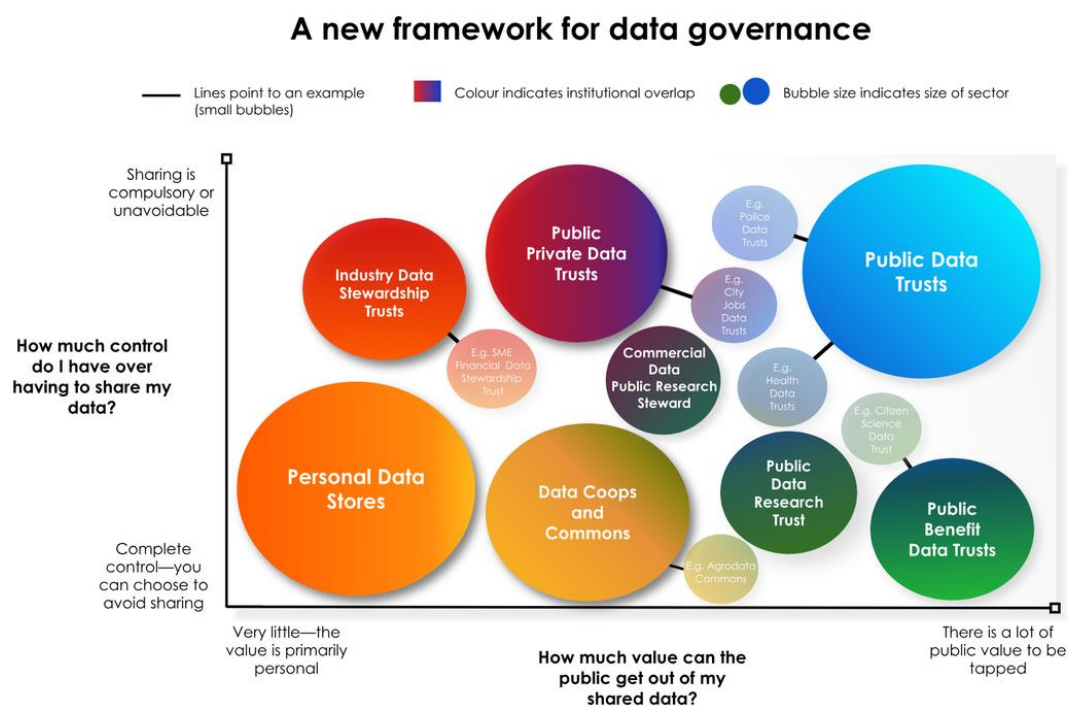 A new framework for data governance
Lines point to an example
(small bubbles)
Colour indicates institutional overlap
Bubble size indicates size of sector
Sharing is
compulsory or
unavoidable
How much control
do I have over
having to share my
data?
Complete
control—you
can choose to
avoid sharing
Industry Data
Stewardship
Trusts
E.g. SME
Financial Data
Stewardship
Trust
Public
Private Data
Trusts
E.g.
City
Jobs
Data
Trusts
Commercial
Data
Public Research
Steward
E.g.
Police
Data
Trusts
Public Data
Trusts
E.g.
Health
Data
Trusts
E.g. Citizen
Science
Data
Trust
Personal Data
Stores
Data Coops
and
Commons
E.g. Agrodata
Commons
Public
Data
Research
Trust
Public
Benefit
Data Trusts
Very little—the
value is primarily
personal
How much value can the
public get out of my
shared data?
There is a lot of
public value to be
tapped